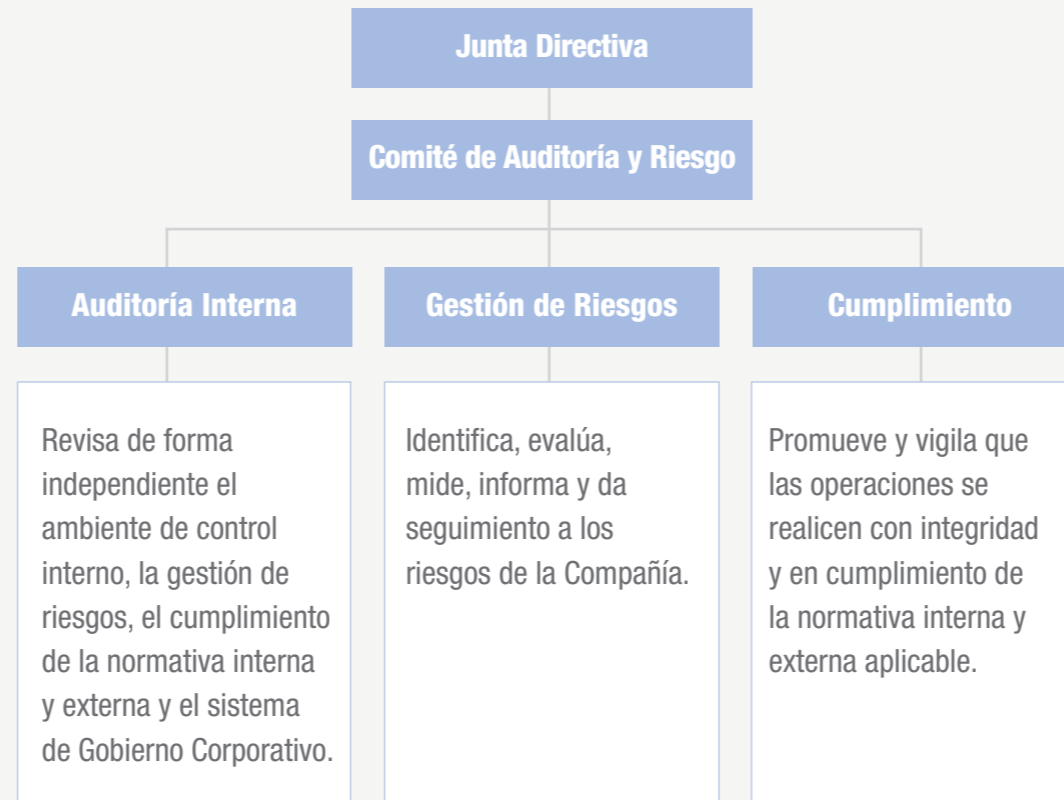 Junta Directiva
Comité de Auditoría y Riesgo
Auditoría Interna
Revisa de forma
independiente el
ambiente de control
interno, la gestión de
riesgos, el cumplimiento
de la normativa interna
y externa y el sistema
de Gobierno Corporativo.
Gestión de Riesgos
Identifica, evalúa,
mide, informa y da
seguimiento a los
riesgos de la Compañía.
Cumplimiento
Promueve y vigila que
las operaciones se
realicen con integridad
y en cumplimiento de
la normativa interna y
externa aplicable.